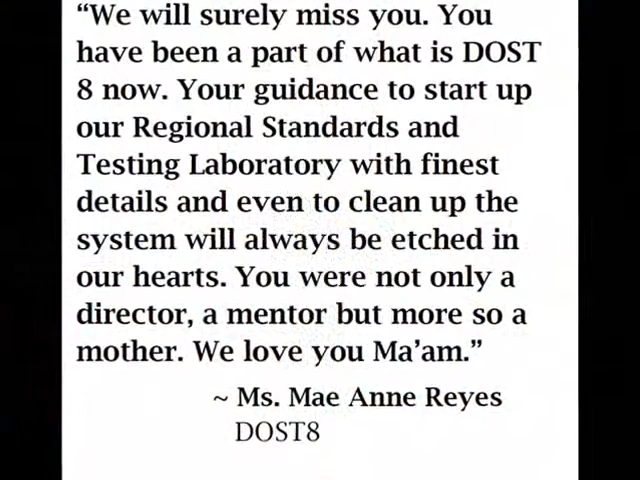 “We will surely miss you. You
have been a part of what is DOST
8 now. Your guidance to start up
our Regional Standards and
Testing Laboratory with finest
details and even to clean up the
system will always be etched in
our hearts. You were not only a
director, a mentor but more so a
mother. We love you Ma’am.”
~ Ms. Mae Anne Reyes
DOST8